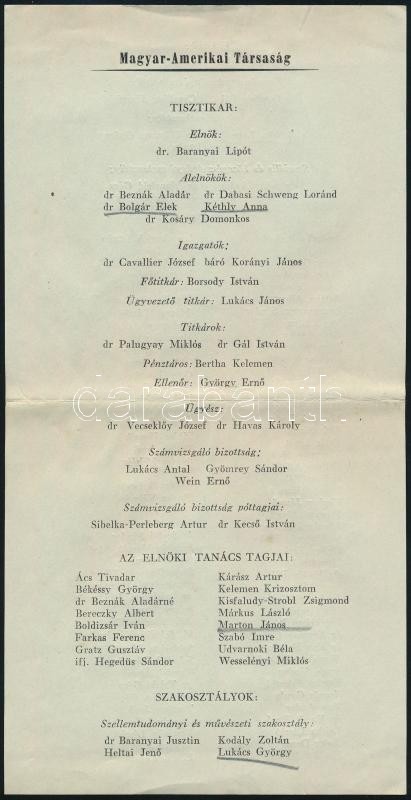 Magyar-Amerikai Társaság
TISZTIKAR:
Elnök:
dr. Baranyai Lipót
Alelnökök:
dr Beznák Aladár dr Dabasi Schweng Loránd
dr Bolgár Elek Kéthly Anna
dr Kosáry Domonkos
Igazgatók:
dr Cavallier József báró Korányi János
Főtitkár: Borsody István
Ügyvezető titkár: Lukács János
Titkárok:
dr Palugyay Miklós dr Gál István
Pénztáros: Bertha Kelemen
Ellenőr: György Ernő
Ügyész:
dr Vecseklőy József dr Havas Károly
Számvizsgáló bizottság:
Lukács Antal Gyömrey Sándor
Wein Ernő
Számvizsgáló bizottság póttagjai:
Sibelka-Perleberg Artur dr Kecső István
AZ ELNÖKI TANÁCS TAGJAI:
Ács Tivadar Kárász Artur
Békéssy György Kelemen Krizosztom
dr Beznák Aladárné Kisfaludy-Strobl Zsigmond
Bereczky Albert Márkus László
Boldizsár Iván Marton János
Farkas Ferenc Szabó Imre
Gratz Gusztáv Udvarnoki Béla
ifj. Hegedüs Sándor Wesselényi Miklós
SZAKOSZTÁLYOK:
Szellemtudományi és művészeti szakosztály:
dr Baranyai Jusztin Kodály Zoltán
Heltai Jenő Lukács György
darabanth